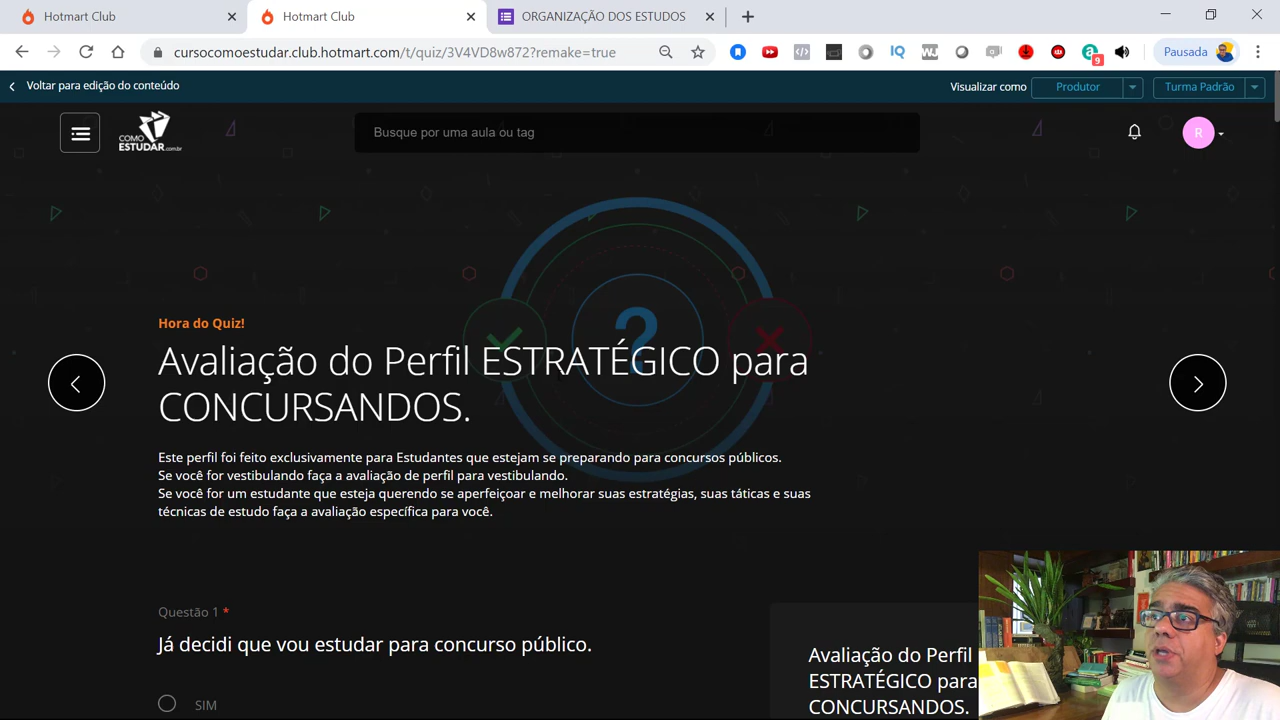 Hotmart Club
Hotmart Club
ORGANIZAÇÃO DOS ESTUDOS
cursocomoestudar.club.hotmart.com/t/quiz/3V4VD8w872?remake=true
IQ
WJ
9
Pausada
Voltar para edição do conteúdo
Visualizar como
Produtor
Turma Padrão
COMO
ESTUDAR.com.br
Busque por uma aula ou tag
R
Hora do Quiz!
Avaliação do Perfil ESTRATÉGICO para
CONCURSANDOS.
Este perfil foi feito exclusivamente para Estudantes que estejam se preparando para concursos públicos.
Se você for vestibulando faça a avaliação de perfil para vestibulando.
Se você for um estudante que esteja querendo se aperfeiçoar e melhorar suas estratégias, suas táticas e suas
técnicas de estudo faça a avaliação específica para você.
Questão 1 *
Já decidi que vou estudar para concurso público.
SIM
Avaliação do Perfil
ESTRATÉGICO para
CONCURSANDOS.